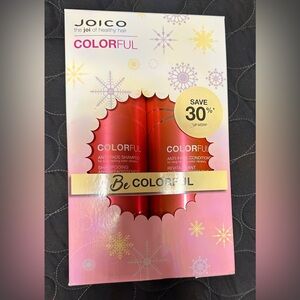 JOICO
the joi of healthy hair
COLORFUL
SAVE
30%*
COLORFUL
ANTI-FADE SHAMPOO
COLORFUL
ANTI-FADE CONDITIONER
Be COLORFUL